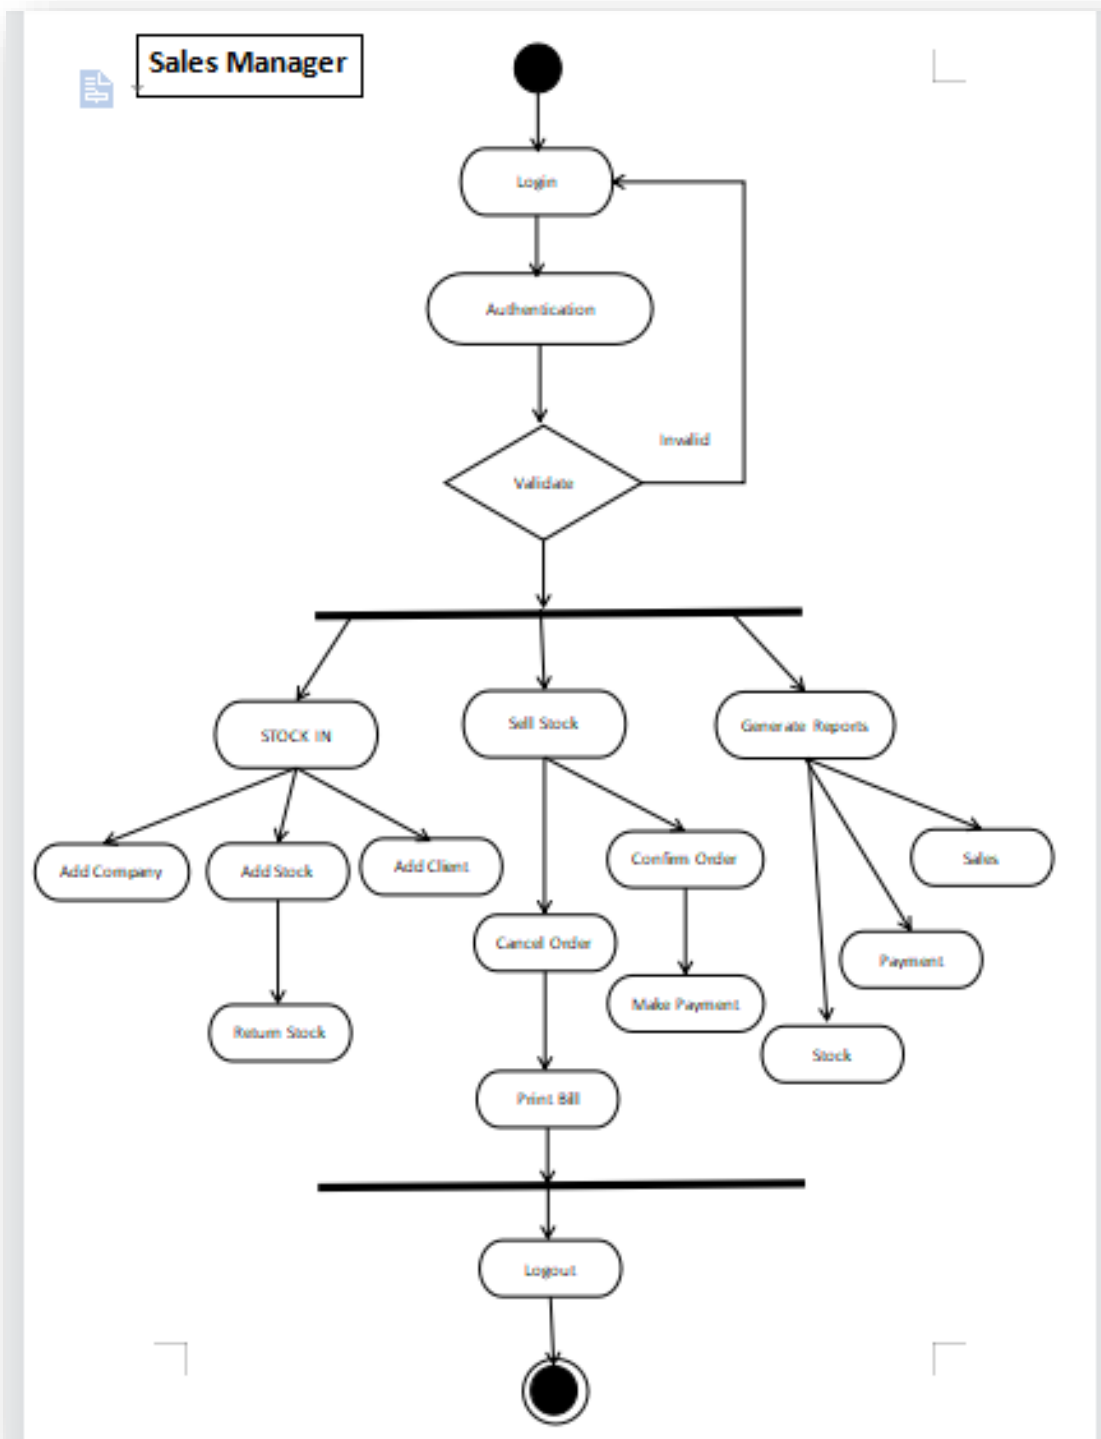 Sales Manager
Login
Authentication
Invalid
Validate
STOCK IN
Sell Stock
Generate Reports
Add Company
Add Stock
Add Client
Confirm Order
Sales
Cancel Order
Payment
Make Payment
Return Stock
Stock
Print Bill
Logout